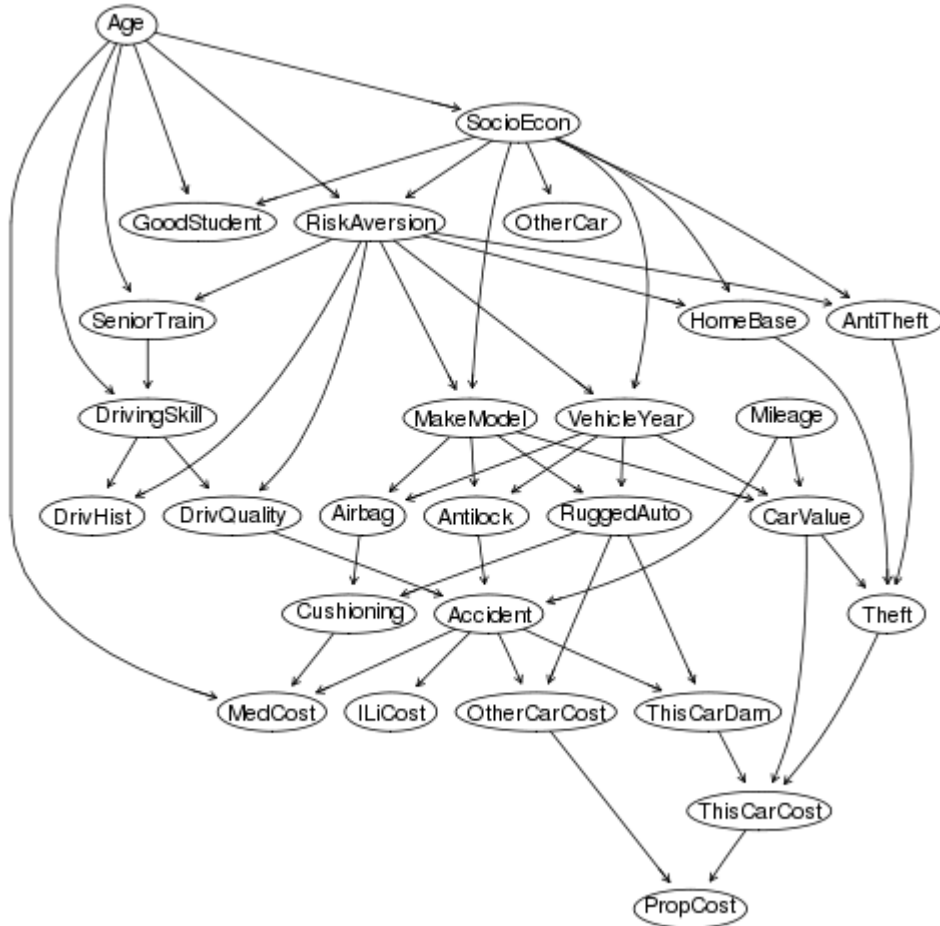 Age
SocioEcon
GoodStudent
RiskAversion
OtherCar
SeniorTrain
HomeBase
AntiTheft
DrivingSkill
MakeModel
VehicleYear
Mileage
DrivHist
DrivQuality
Airbag
Antilock
RuggedAuto
CarValue
Cushioning
Accident
Theft
MedCost
ILiCost
OtherCarCost
ThisCarDam
ThisCarCost
PropCost